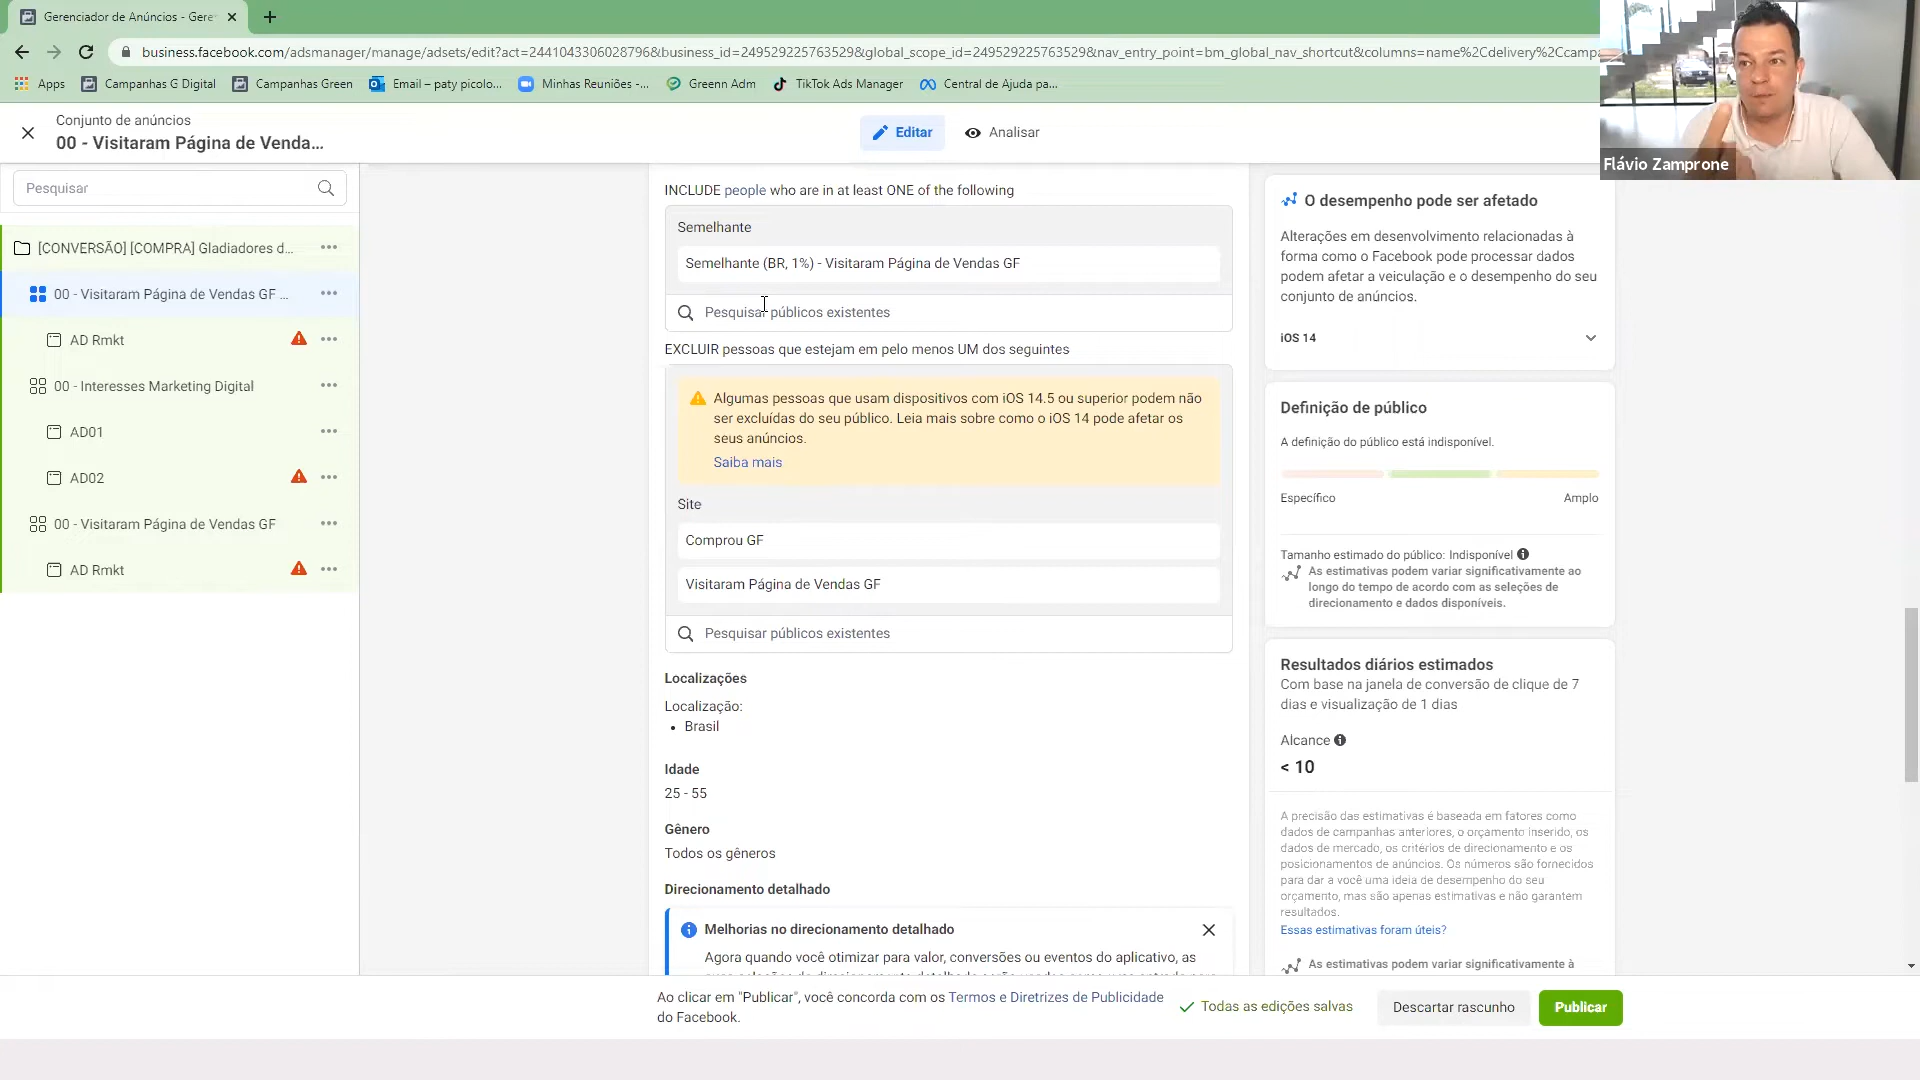 Gerenciador de Anúncios - Gere
business.facebook.com/adsmanager/manage/adsets/edit?act=2441043306028796&business_id=249529225763529&global_scope_id=249529225763529&nav_entry_point=bm_global_nav_shortcut&columns=name%2Cdelivery%2Ccampa
Apps
Campanhas G Digital
Campanhas Green
Email – paty picolo...
Minhas Reuniões -...
Greenn Adm
TikTok Ads Manager
Central de Ajuda pa...
Flávio Zamprone
Conjunto de anúncios
00 - Visitaram Página de Venda...
Editar
Analisar
Pesquisar
[CONVERSÃO] [COMPRA] Gladiadores d...
00 - Visitaram Página de Vendas GF ...
AD Rmkt
00 - Interesses Marketing Digital
AD01
AD02
00 - Visitaram Página de Vendas GF
AD Rmkt
INCLUDE people who are in at least ONE of the following
Semelhante
Semelhante (BR, 1%) - Visitaram Página de Vendas GF
Pesquisar públicos existentes
EXCLUIR pessoas que estejam em pelo menos UM dos seguintes
Algumas pessoas que usam dispositivos com iOS 14.5 ou superior podem não
ser excluídas do seu público. Leia mais sobre como o iOS 14 pode afetar os
seus anúncios.
Saiba mais
Site
Comprou GF
Visitaram Página de Vendas GF
Pesquisar públicos existentes
Localizações
Localização:
• Brasil
Idade
25 - 55
Gênero
Todos os gêneros
Direcionamento detalhado
Melhorias no direcionamento detalhado
Agora quando você otimizar para valor, conversões ou eventos do aplicativo, as
O desempenho pode ser afetado
Alterações em desenvolvimento relacionadas à
forma como o Facebook pode processar dados
podem afetar a veiculação e o desempenho do seu
conjunto de anúncios.
iOS 14
Definição de público
A definição do público está indisponível.
Específico
Amplo
Tamanho estimado do público: Indisponível
As estimativas podem variar significativamente ao
longo do tempo de acordo com as seleções de
direcionamento e dados disponíveis.
Resultados diários estimados
Com base na janela de conversão de clique de 7
dias e visualização de 1 dias
Alcance
< 10
A precisão das estimativas é baseada em fatores como
dados de campanhas anteriores, o orçamento inserido, os
dados de mercado, os critérios de direcionamento e os
posicionamentos de anúncios. Os números são fornecidos
para dar a você uma ideia de desempenho do seu
orçamento, mas são apenas estimativas e não garantem
resultados.
Essas estimativas foram úteis?
As estimativas podem variar significativamente à
Ao clicar em "Publicar", você concorda com os Termos e Diretrizes de Publicidade
do Facebook.
Todas as edições salvas
Descartar rascunho
Publicar